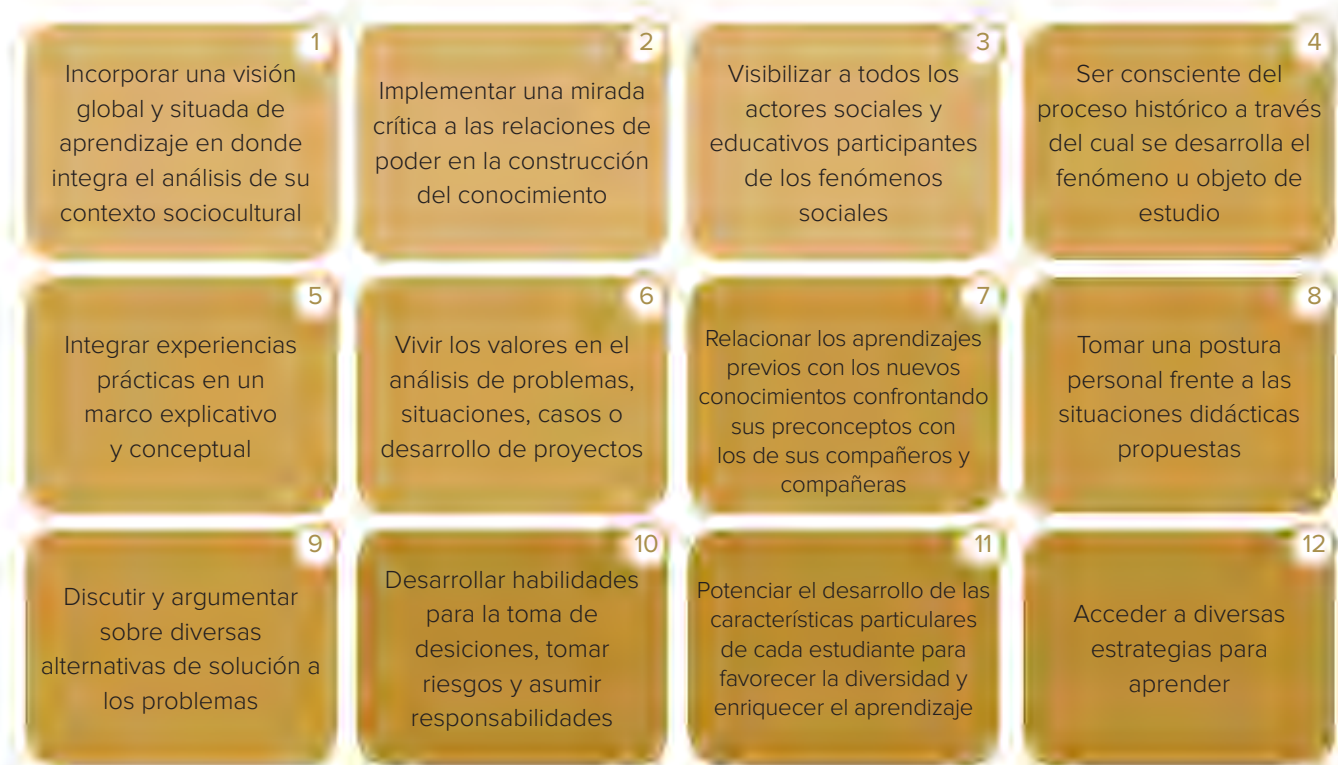 1
Incorporar una visión
global y situada de
aprendizaje en donde
integra el análisis de su
contexto sociocultural
2
Implementar una mirada
crítica a las relaciones de
poder en la construcción
del conocimiento
3
Visibilizar a todos los
actores sociales y
educativos participantes
de los fenómenos
sociales
4
Ser consciente del
proceso histórico a través
del cual se desarrolla el
fenómeno u objeto de
estudio
5
Integrar experiencias
prácticas en un
marco explicativo
y conceptual
6
Vivir los valores en el
análisis de problemas,
situaciones, casos o
desarrollo de proyectos
7
Relacionar los aprendizajes
previos con los nuevos
conocimientos confrontando
sus preconceptos con
los de sus compañeros y
compañeras
8
Tomar una postura
personal frente a las
situaciones didácticas
propuestas
9
Discutir y argumentar
sobre diversas
alternativas de solución a
los problemas
10
Desarrollar habilidades
para la toma de
desiciones, tomar
riesgos y asumir
responsabilidades
11
Potenciar el desarrollo de las
características particulares
de cada estudiante para
favorecer la diversidad y
enriquecer el aprendizaje
12
Acceder a diversas
estrategias para
aprender